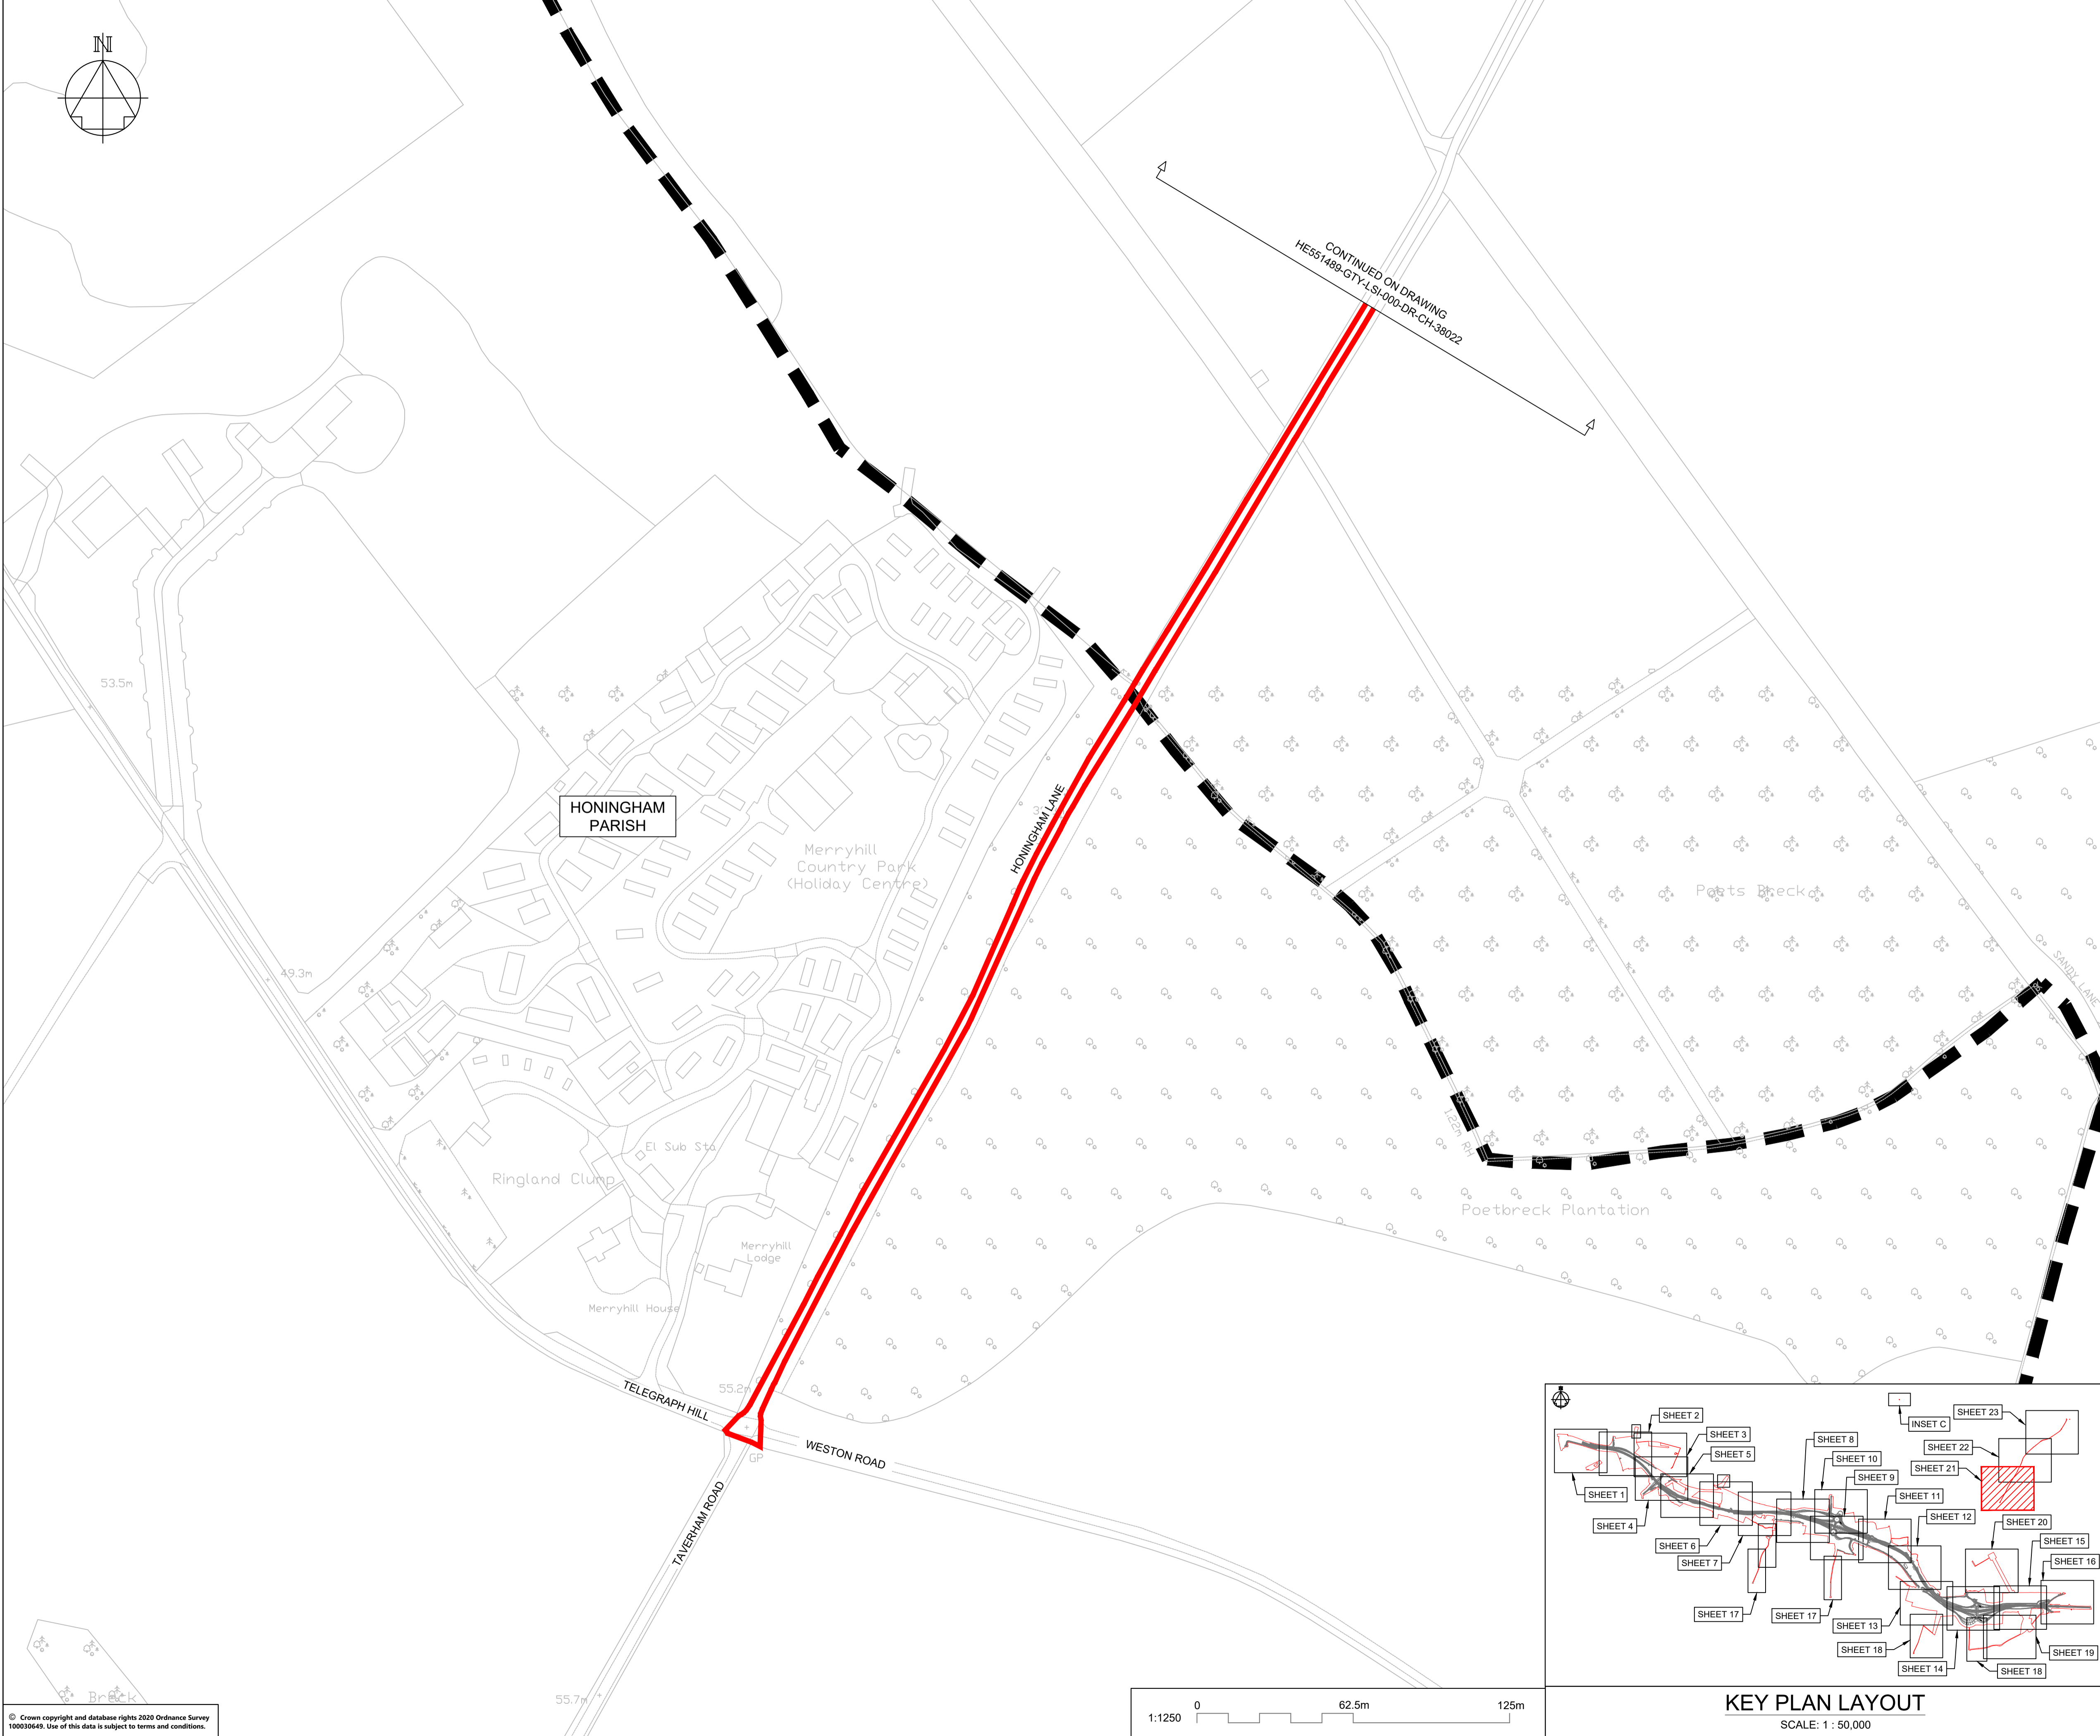 N
CONTINUED ON DRAWING
HE551489-GTY-LSI-000-DR-CH-38022
53.5m
HONINGHAM
PARISH
HONINGHAM LANE
Merryhill
Country Park
(Holiday Centre)
Poets Breck
SANDY LANE
49.3m
1.22m RH
El Sub Sta
Ringland Clump
Poetbreck Plantation
Merryhill
Lodge
Merryhill House
55.2m
TELEGRAPH HILL
WESTON ROAD
GP
TAVERHAM ROAD
55.7m
Breck
© Crown copyright and database rights 2020 Ordnance Survey
100030649. Use of this data is subject to terms and conditions.
1:1250
0
62.5m
125m
SHEET 2
SHEET 3
SHEET 5
SHEET 1
SHEET 4
SHEET 6
SHEET 7
SHEET 8
SHEET 10
SHEET 9
SHEET 11
SHEET 12
INSET C
SHEET 23
SHEET 22
SHEET 21
SHEET 20
SHEET 15
SHEET 16
SHEET 17
SHEET 17
SHEET 13
SHEET 18
SHEET 14
SHEET 18
SHEET 19
KEY PLAN LAYOUT
SCALE: 1 : 50,000